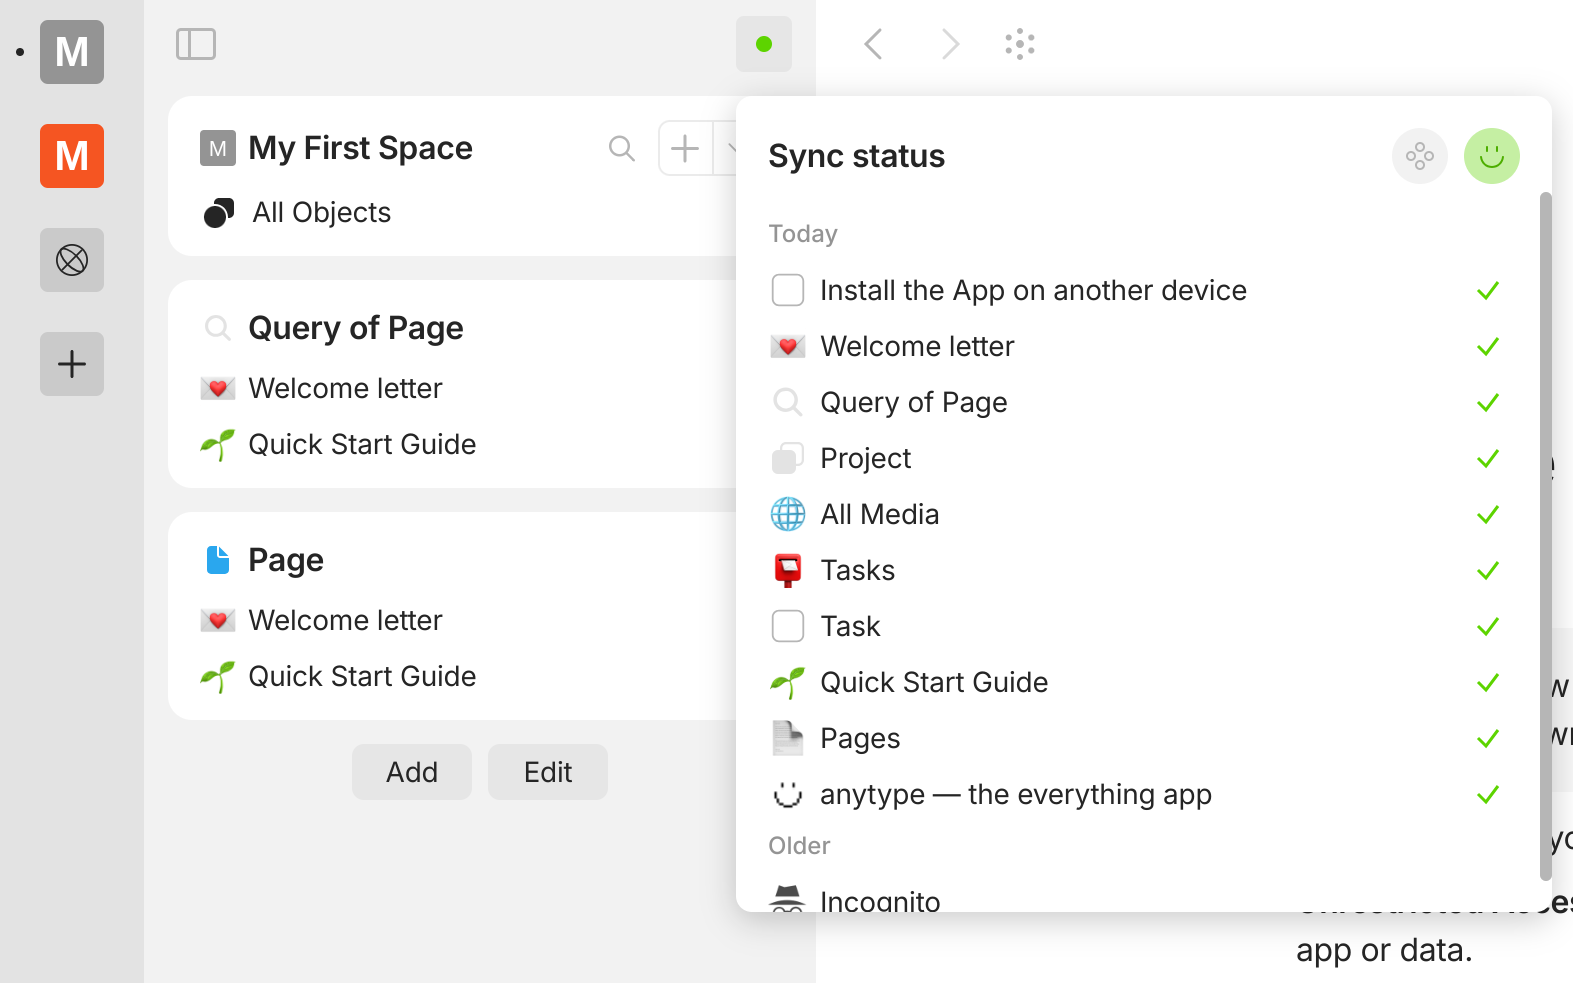 M
M
M My First Space
All Objects
Query of Page
Welcome letter
Quick Start Guide
Page
Welcome letter
Quick Start Guide
Add Edit
Sync status
Today
Install the App on another device
Welcome letter
Query of Page
Project
All Media
Tasks
Task
Quick Start Guide
Pages
anytype — the everything app
Older
Incognito
app or data.